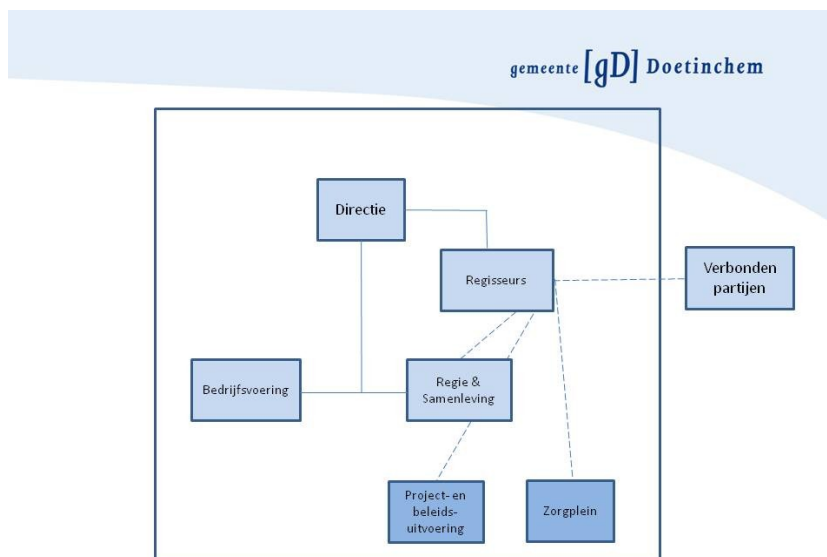 gemeente [gD] Doetinchem
Directie
Regisseurs
Verbonden
partijen
Bedrijfsvoering
Regie &
Samenleving
Project- en
beleids-
uitvoering
Zorgplein